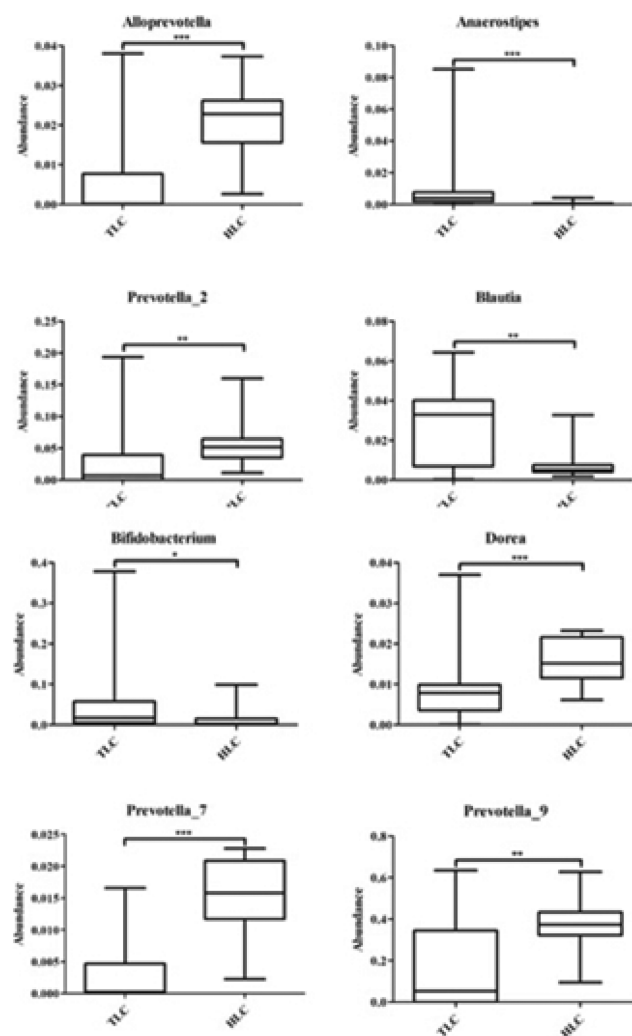 Alloprevotella
***
Abundance
0.04
0.03
0.02
0.01
0.00
TLC
HLC
Anaerostipes
***
Abundance
0.10
0.08
0.06
0.04
0.02
0.00
TLC
HLC
Prevotella_2
**
Abundance
0.25
0.20
0.15
0.10
0.05
0.00
Blautia
**
Abundance
0.08
0.06
0.04
0.02
0.00
Bifidobacterium
*
Abundance
0.4
0.3
0.2
0.1
0.0
TLC
HLC
Dorea
***
Abundance
0.04
0.03
0.02
0.01
0.00
TLC
HLC
Prevotella_7
***
Abundance
0.025
0.020
0.015
0.010
0.005
0.000
TLC
HLC
Prevotella_9
**
Abundance
0.8
0.6
0.4
0.2
0.0
TLC
HLC